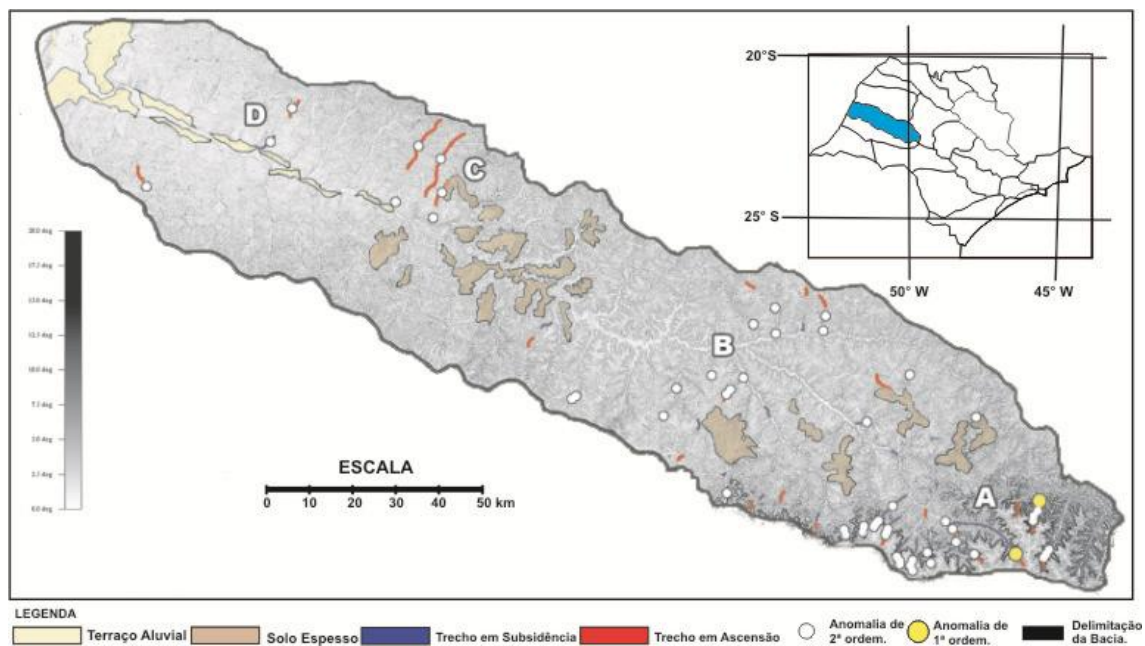 20°S
25° S
50° W
45° W
D
C
B
A
ESCALA
0 10 20 30 40 50 km
LEGENDA
Terraço Aluvial
Solo Espesso
Trecho em Subsidência
Trecho em Ascensão
Anomalia de
2ª ordem.
Anomalia de
1ª ordem.
Delimitação
da Bacia.